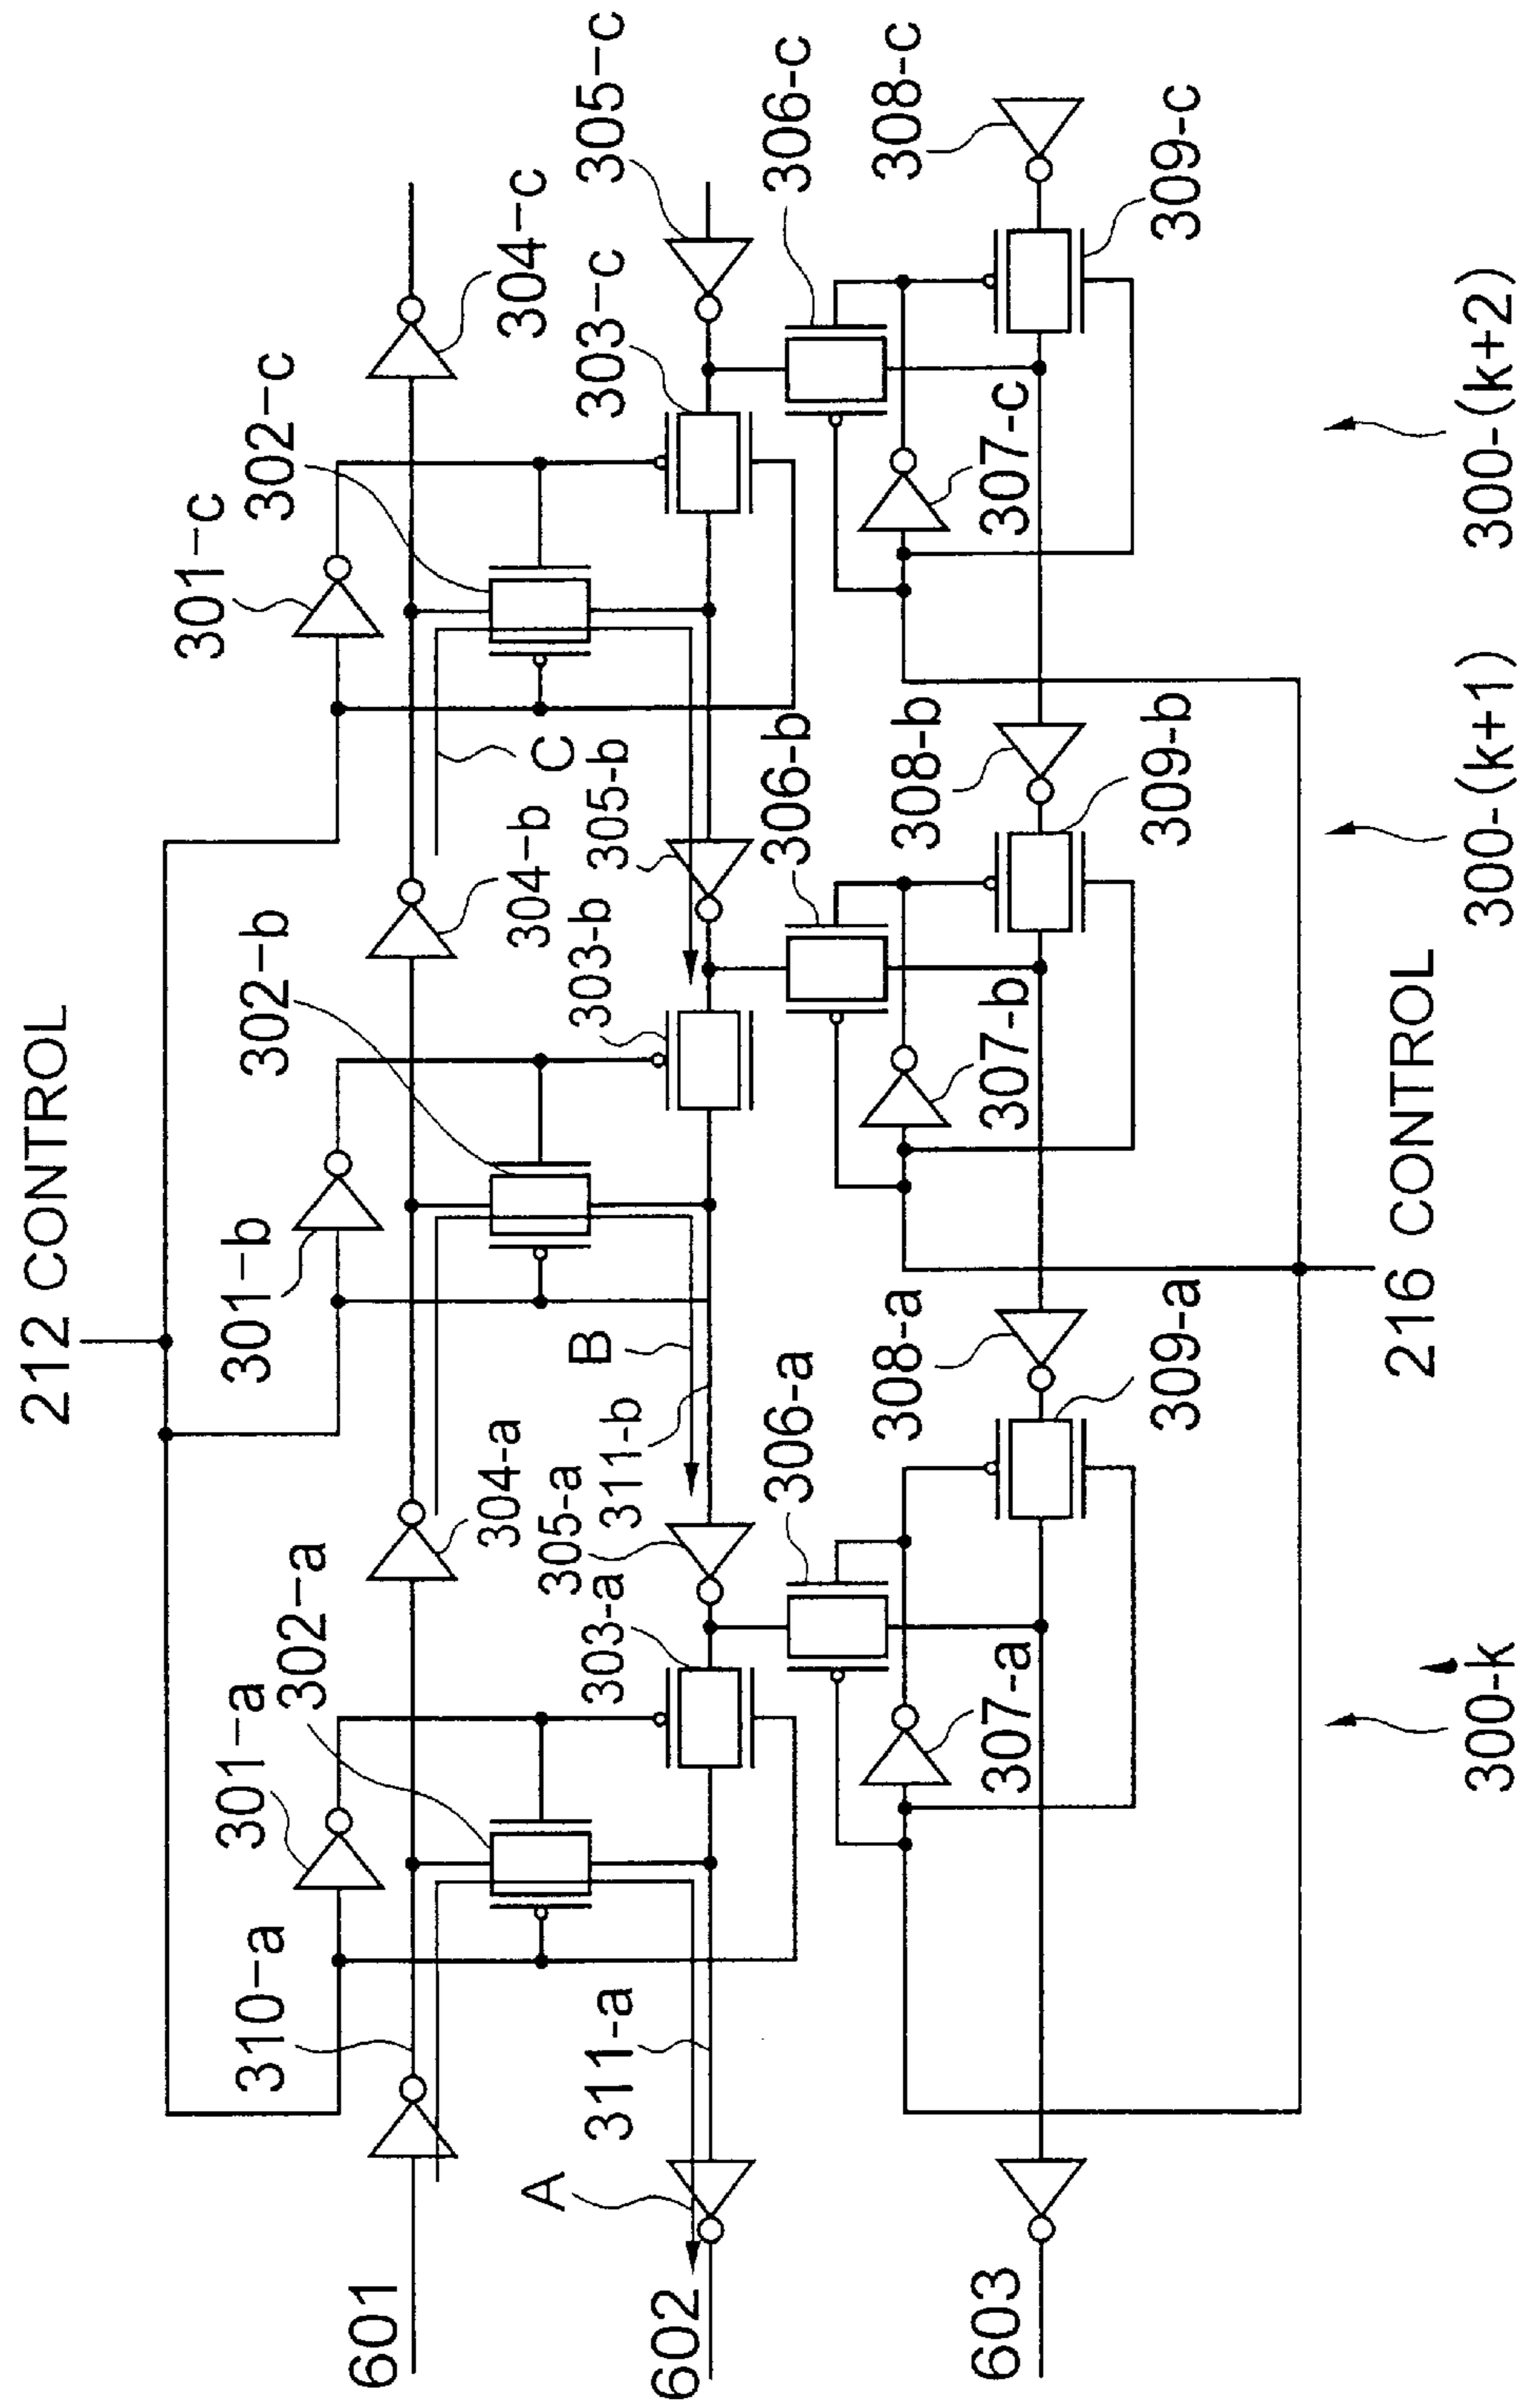 212 CONTROL
301-a
301-b
301-c
310-a
302-a
302-b
302-c
601
304-a
304-b
304-c
A
311-a
B
311-b
C
305-a
305-b
305-c
303-a
303-b
303-c
602
306-a
306-b
306-c
307-a
307-b
307-c
308-a
308-b
308-c
603
309-a
309-b
309-c
216 CONTROL
300-k
300-(k+1)
300-(k+2)